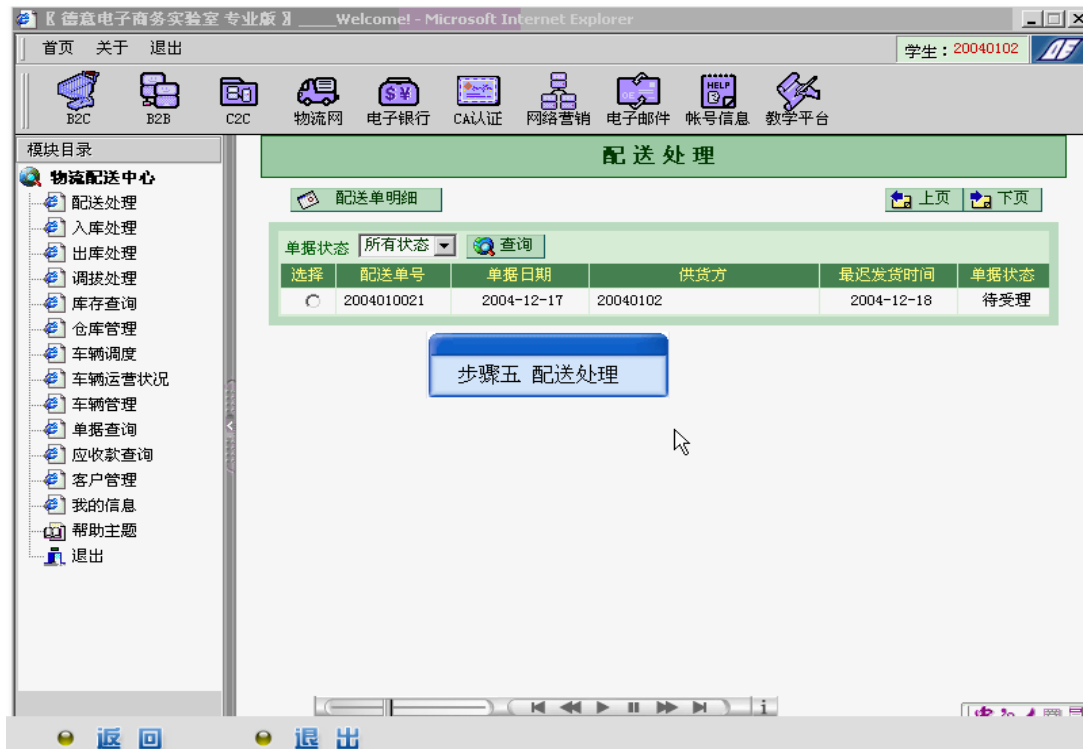 〖 德意电子商务实验室 专业版 〗____Welcome! - Microsoft Internet Explorer
首页 关于 退出
学生：20040102
B2C B2B C2C 物流网 电子银行 CA认证 网络营销 电子邮件 帐号信息 教学平台
模块目录
物流配送中心
配送处理
入库处理
出库处理
调拔处理
库存查询
仓库管理
车辆调度
车辆运营状况
车辆管理
单据查询
应收款查询
客户管理
我的信息
帮助主题
退出
配 送 处 理
配送单明细 上页 下页
单据状态 所有状态 查询
选择 配送单号 单据日期 供货方 最迟发货时间 单据状态
2004010021 2004-12-17 20040102 2004-12-18 待受理
步骤五 配送处理
返 回 退 出